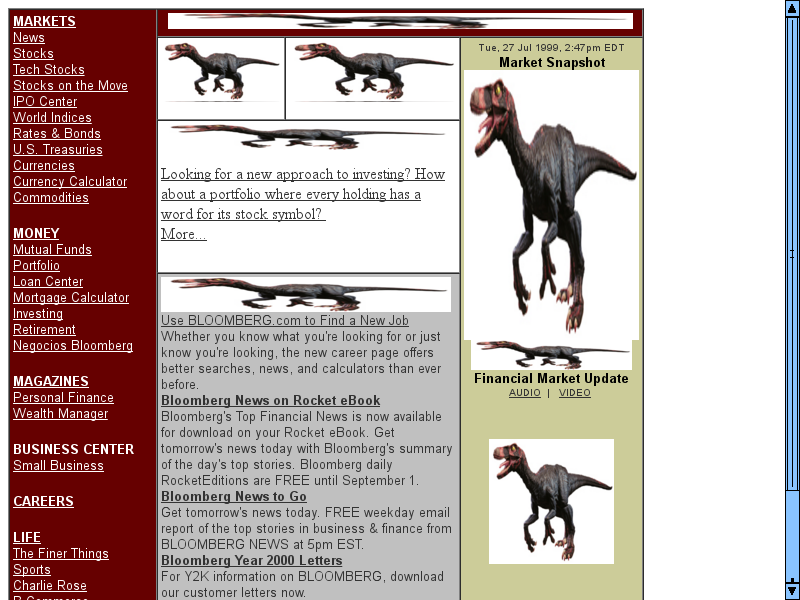 MARKETS
News
Stocks
Tech Stocks
Stocks on the Move
IPO Center
World Indices
Rates & Bonds
U.S. Treasuries
Currencies
Currency Calculator
Commodities
MONEY
Mutual Funds
Portfolio
Loan Center
Mortgage Calculator
Investing
Retirement
Negocios Bloomberg
MAGAZINES
Personal Finance
Wealth Manager
BUSINESS CENTER
Small Business
CAREERS
LIFE
The Finer Things
Sports
Charlie Rose
Looking for a new approach to investing? How
about a portfolio where every holding has a
word for its stock symbol?
More...
Use BLOOMBERG.com to Find a New Job
Whether you know what you're looking for or just
know you're looking, the new career page offers
better searches, news, and calculators than ever
before.
Bloomberg News on Rocket eBook
Bloomberg's Top Financial News is now available
for download on your Rocket eBook. Get
tomorrow's news today with Bloomberg's summary
of the day's top stories. Bloomberg daily
RocketEditions are FREE until September 1.
Bloomberg News to Go
Get tomorrow's news today. FREE weekday email
report of the top stories in business & finance from
BLOOMBERG NEWS at 5pm EST.
Bloomberg Year 2000 Letters
For Y2K information on BLOOMBERG, download
our customer letters now.
Tue, 27 Jul 1999, 2:47pm EDT
Market Snapshot
Financial Market Update
AUDIO | VIDEO